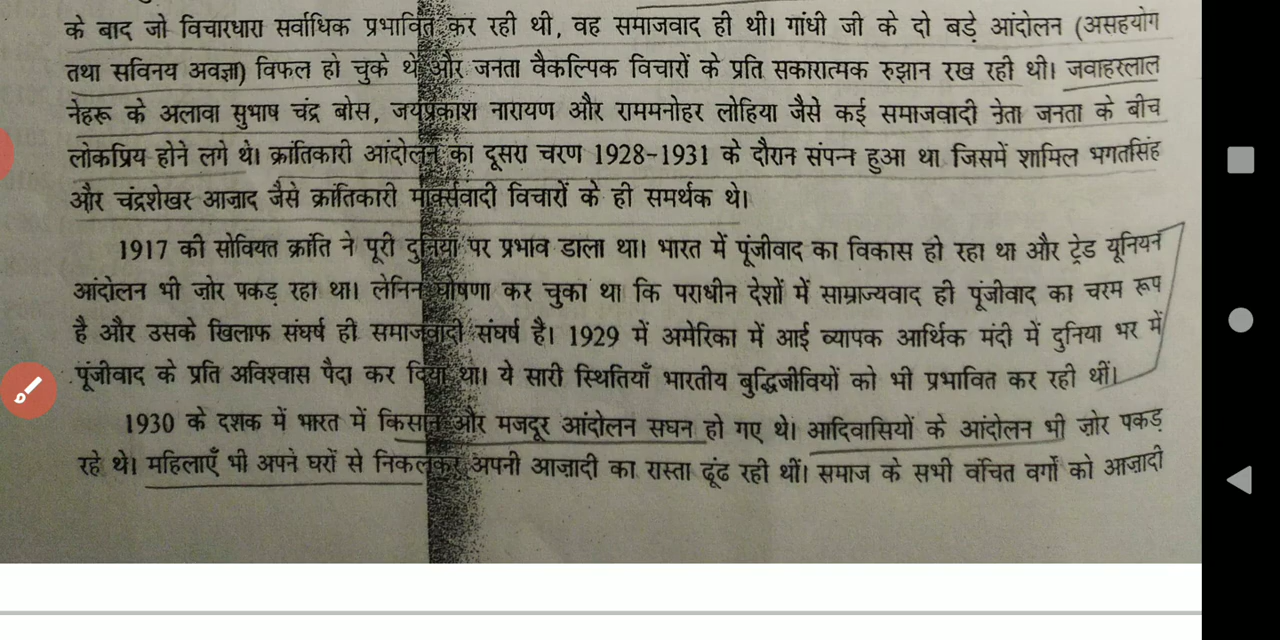 के बाद जो विचारधारा सर्वाधिक प्रभावित कर रही थी, वह समाजवाद ही थी। गांधी जी के दो बड़े आंदोलन (असहयोग
तथा सविनय अवज्ञा) विफल हो चुके थे और जनता वैकल्पिक विचारों के प्रति सकारात्मक रुझान रख रही थी। जवाहरलाल
नेहरू के अलावा सुभाष चंद्र बोस, जयप्रकाश नारायण और राममनोहर लोहिया जैसे कई समाजवादी नेता जनता के बीच
लोकप्रिय होने लगे थे। क्रांतिकारी आंदोलन का दूसरा चरण 1928-1931 के दौरान संपन्न हुआ था जिसमें शामिल भगतसिंह
और चंद्रशेखर आज़ाद जैसे क्रांतिकारी मार्क्सवादी विचारों के ही समर्थक थे।
1917 की सोवियत क्रांति ने पूरी दुनिया पर प्रभाव डाला था। भारत में पूंजीवाद का विकास हो रहा था और ट्रेड यूनियन
आंदोलन भी ज़ोर पकड़ रहा था। लेनिन घोषणा कर चुका था कि पराधीन देशों में साम्राज्यवाद ही पूंजीवाद का चरम रूप
है और उसके खिलाफ संघर्ष ही समाजवादी संघर्ष है। 1929 में अमेरिका में आई व्यापक आर्थिक मंदी में दुनिया भर में
पूंजीवाद के प्रति अविश्वास पैदा कर दिया था। ये सारी स्थितियाँ भारतीय बुद्धिजीवियों को भी प्रभावित कर रही थीं।
1930 के दशक में भारत में किसान और मजदूर आंदोलन सघन हो गए थे। आदिवासियों के आंदोलन भी ज़ोर पकड़
रहे थे। महिलाएँ भी अपने घरों से निकलकर अपनी आज़ादी का रास्ता ढूंढ रही थीं। समाज के सभी वंचित वर्गों को आज़ादी